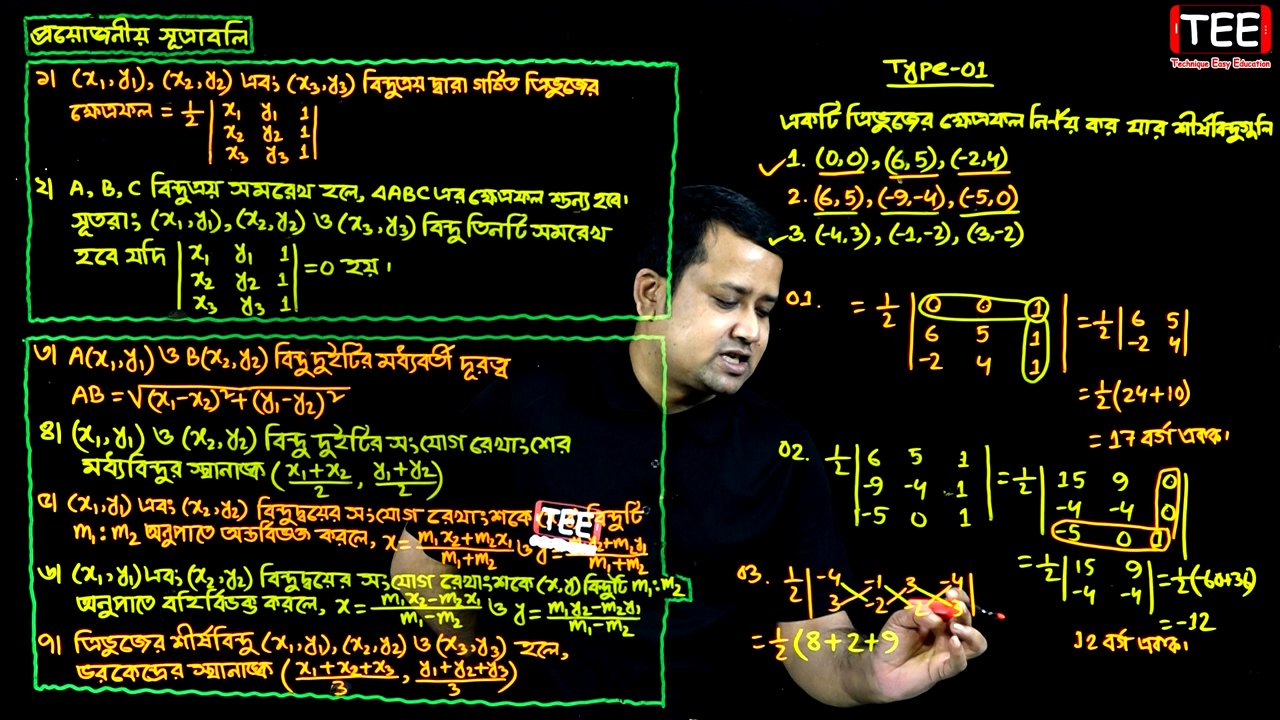 প্রয়োজনীয় সূত্রাবলি
১| (x₁,y₁), (x₂,y₂) এবং (x₃,y₃) বিন্দুত্রয় দ্বারা গঠিত ত্রিভুজের
ক্ষেত্রফল = ½ | x₁ y₁ 1 |
x₂ y₂ 1
x₃ y₃ 1
২| A, B, C বিন্দুত্রয় সমরেখ হলে, ΔABC এর ক্ষেত্রফল শূন্য হবে।
সুতরাং (x₁,y₁), (x₂,y₂) ও (x₃,y₃) বিন্দু তিনটি সমরেখ
হবে যদি | x₁ y₁ 1 |
x₂ y₂ 1 = 0 হয়।
x₃ y₃ 1
৩| A(x₁,y₁) ও B(x₂,y₂) বিন্দু দুইটির মধ্যবর্তী দূরত্ব
AB = √(x₁-x₂)²+(y₁-y₂)²
৪| (x₁,y₁) ও (x₂,y₂) বিন্দু দুইটির সংযোগ রেখাংশের
মধ্যবিন্দুর স্থানাঙ্ক ((x₁+x₂)/2, (y₁+y₂)/2)
৫| (x₁,y₁) এবং (x₂,y₂) বিন্দুদ্বয়ের সংযোগ রেখাংশকে বিন্দুটি
m₁:m₂ অনুপাতে অন্তর্বিভক্ত করলে, x = (m₁x₂+m₂x₁)/(m₁+m₂) ও y =
৬| (x₁,y₁) এবং (x₂,y₂) বিন্দুদ্বয়ের সংযোগ রেখাংশকে (x,y) বিন্দুটি m₁:m₂
অনুপাতে বহির্বিভক্ত করলে, x = (m₁x₂-m₂x₁)/(m₁-m₂) ও y = (m₁y₂-m₂y₁)/(m₁-m₂)
৭| ত্রিভুজের শীর্ষবিন্দু (x₁,y₁), (x₂,y₂) ও (x₃,y₃) হলে,
ভরকেন্দ্রের স্থানাঙ্ক ((x₁+x₂+x₃)/3, (y₁+y₂+y₃)/3)
TEE
TEE
Technique Easy Education
Type-01
একটি ত্রিভুজের ক্ষেত্রফল নির্ণয় কর যার শীর্ষবিন্দুগুলি
✓1. (0,0), (6,5), (-2,4)
2. (6,5), (-9,-4), (-5,0)
✓3. (-4,3), (-1,-2), (3,-2)
01. = ½ | 0 0 1 | = ½ | 6 5 |
6 5 1 -2 4
-2 4 1
= ½(24+10)
= 17 বর্গ একক।
02. ½ | 6 5 1 | = ½ | 15 9 0 |
-9 -4 1 -4 -4 0
-5 0 1 -5 0 1
= ½ | 15 9 | = ½(-60+36)
-4 -4
= -12
12 বর্গ একক।
03. ½ | -4 -1 3 -4 |
3 -2 -2 3
= ½(8+2+9